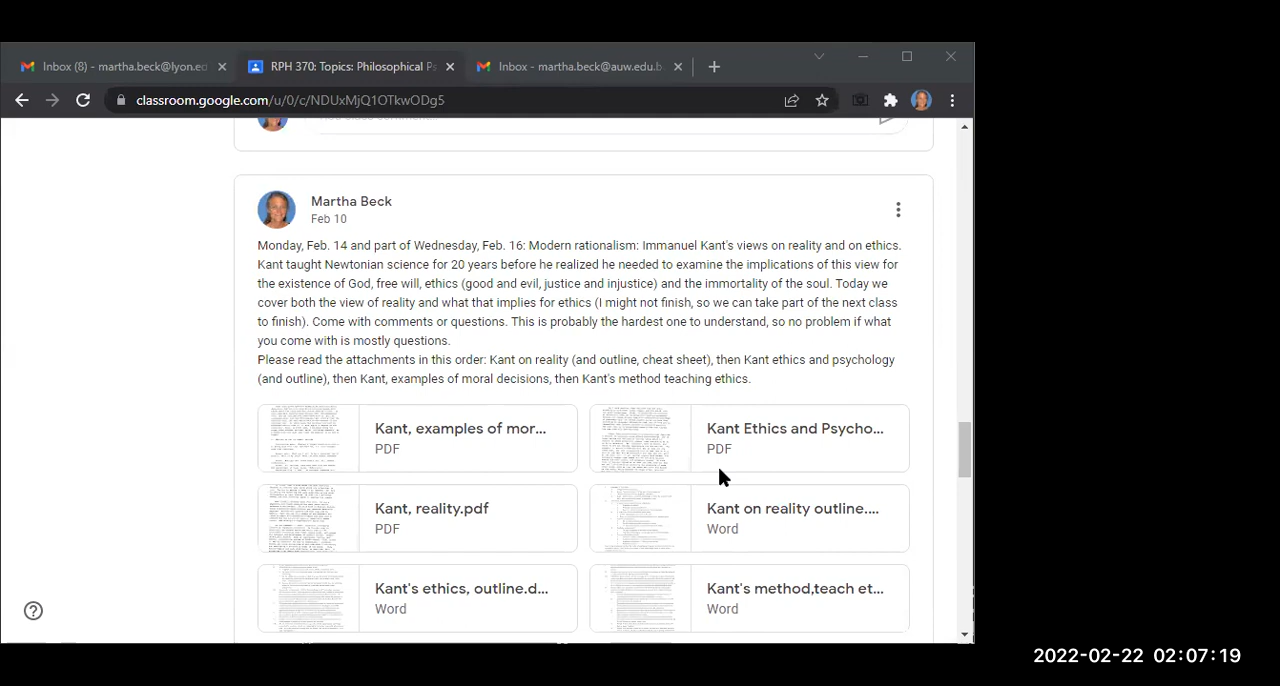 Inbox (8) - martha.beck@lyon.ed
RPH 370: Topics: Philosophical Ps
Inbox - martha.beck@auw.edu.b
classroom.google.com/u/0/c/NDUxMjQ1OTkwODg5
Martha Beck
Feb 10
Monday, Feb. 14 and part of Wednesday, Feb. 16: Modern rationalism: Immanuel Kant's views on reality and on ethics.
Kant taught Newtonian science for 20 years before he realized he needed to examine the implications of this view for
the existence of God, free will, ethics (good and evil, justice and injustice) and the immortality of the soul. Today we
cover both the view of reality and what that implies for ethics (I might not finish, so we can take part of the next class
to finish). Come with comments or questions. This is probably the hardest one to understand, so no problem if what
you come with is mostly questions.
Please read the attachments in this order: Kant on reality (and outline, cheat sheet), then Kant ethics and psychology
(and outline), then Kant, examples of moral decisions, then Kant's method teaching ethics.
Kant, examples of mor...
PDF
Kant Ethics and Psycho...
PDF
Kant, reality.pdf
PDF
Kant on reality outline....
Word
Kant's ethics, outline.d...
Word
Kant's method,teach et...
Word
2022-02-22 02:07:19